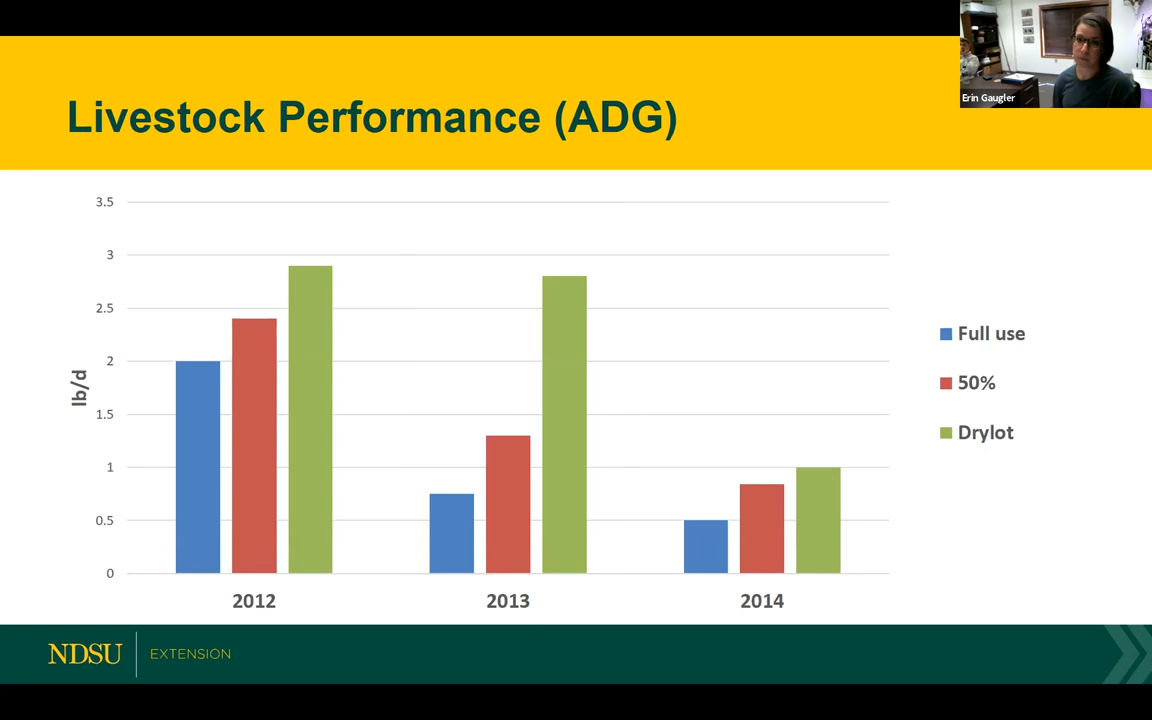 Erin Gaugler
Livestock Performance (ADG)
3.5
3
2.5
2
1.5
1
0.5
0
lb/d
2012
2013
2014
Full use
50%
Drylot
NDSU
EXTENSION